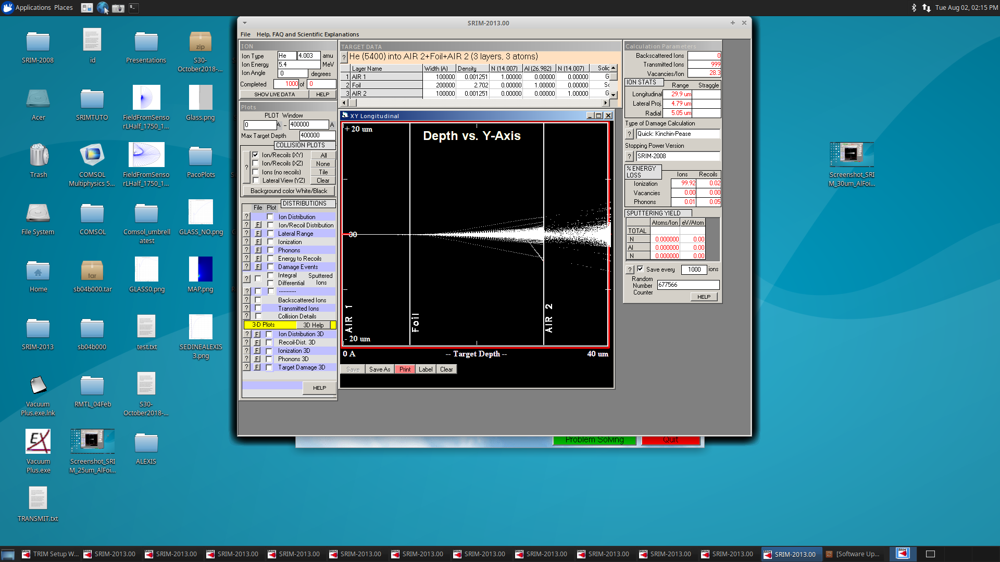 Applications Places
Tue Aug 02, 02:15 PM
SRIM-2008
id
Presentations
S30-
October2018-...
Acer
SRIMTUTO
FieldFromSenso
rLHalf_1750_1...
Glass.png
Trash
COMSOL
Multiphysics 5...
FieldFromSenso
rLHalf_1750_1...
PacoPlots
File System
COMSOL
Comsol_umbrell
atest
GLASS_NO.png
Home
sb04b000.tar
GLASS0.png
MAP.png
SRIM-2013
sb04b000
test.txt
SEDINEALEXIS
3.png
Vacuum
Plus.exe.lnk
RMTL_04Feb
S30-
October2018-...
Vacuum
Plus.exe
Screenshot_SRI
M_25um_AlFoi...
ALEXIS
TRANSMIT.txt
Screenshot_SRI
M_30um_AlFoi...
zip
tar
SRIM-2013.00
File Help, FAQ and Scientific Explanations
ION
Ion Type He 4.003 amu
Ion Energy 5.4 MeV
Ion Angle 0 degrees
Completed 1000 of 0
SHOW LIVE DATA HELP
Plots
PLOT Window
0 A - 400000 A
Max Target Depth 400000
COLLISION PLOTS
Ion/Recoils (XY) All
Ion/Recoils (XZ) None
? Ions (no recoils) Tile
Lateral View (YZ) Clear
Background color White/Black
DISTRIBUTIONS
File Plot
? Ion Distribution
? F Ion/Recoil Distribution
? F Lateral Range
? F Ionization
? F Phonons
? F Energy to Recoils
? F Damage Events
? Integral Sputtered
Differential Ions
? -----------
? Backscattered Ions
? Transmitted Ions
? Collision Details
3-D Plots 3D Help
? F Ion Distribution 3D
? F Recoil-Dist. 3D
? F Ionization 3D
? F Phonons 3D
? F Target Damage 3D
HELP
TARGET DATA
? He (5400) into AIR 2+Foil+AIR 2 (3 layers, 3 atoms)
Layer Name Width (A) Density N (14.007) Al (26.982) N (14.007) Solic
1 AIR 1 100000 0.001251 1.00000 0.00000 0.00000 G
2 Foil 200000 2.702 0.00000 1.00000 0.00000 Sc
3 AIR 2 100000 0.001251 0.00000 0.00000 1.00000 G
XY Longitudinal
+ 20 um
Depth vs. Y-Axis
AIR 1
Foil
AIR 2
- 20 um
0 A -- Target Depth -- 40 um
Save Save As Print Label Clear
Calculation Parameters
Backscattered Ions 0
Transmitted Ions 999
Vacancies/Ion 28.3
ION STATS Range Straggle
Longitudinal 29.9 um
Lateral Proj. 4.79 um
Radial 5.05 um
Type of Damage Calculation
? Quick: Kinchin-Pease
Stopping Power Version
? SRIM-2008
% ENERGY
LOSS Ions Recoils
Ionization 99.92 0.02
Vacancies 0.00 0.00
Phonons 0.01 0.05
SPUTTERING YIELD
Atoms/Ion eV/Atom
TOTAL
N 0.000000 0.00
Al 0.000000 0.00
N 0.000000 0.00
? Save every 1000 ions
Random
Number
Counter 677566
HELP
Problem Solving Quit
TRIM Setup W... SRIM-2013.00 SRIM-2013.00 SRIM-2013.00 SRIM-2013.00 SRIM-2013.00 SRIM-2013.00 SRIM-2013.00 SRIM-2013.00 SRIM-2013.00 SRIM-2013.00 SRIM-2013.00 SRIM-2013.00 [Software Up...